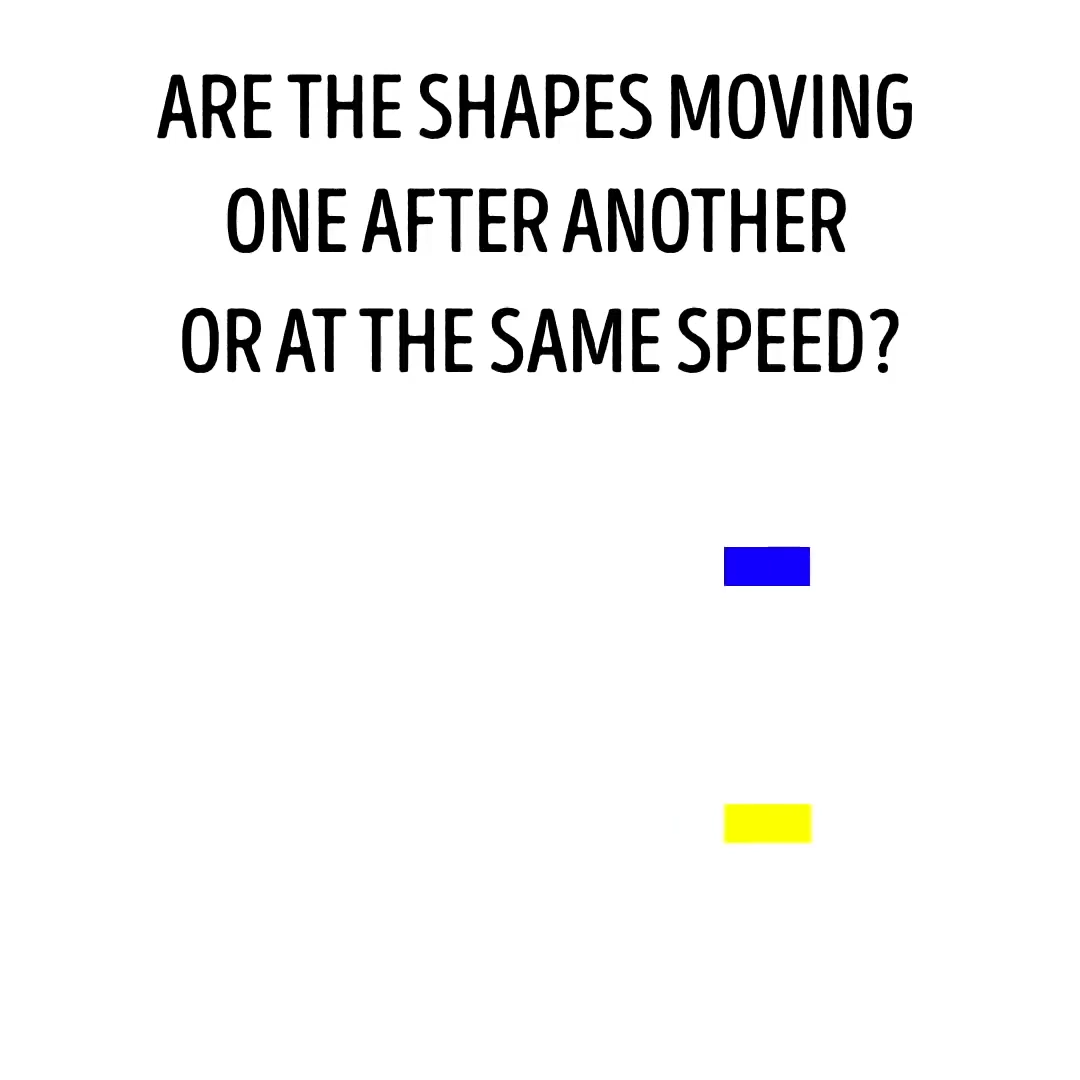 ARE THE SHAPES MOVING
ONE AFTER ANOTHER
OR AT THE SAME SPEED?